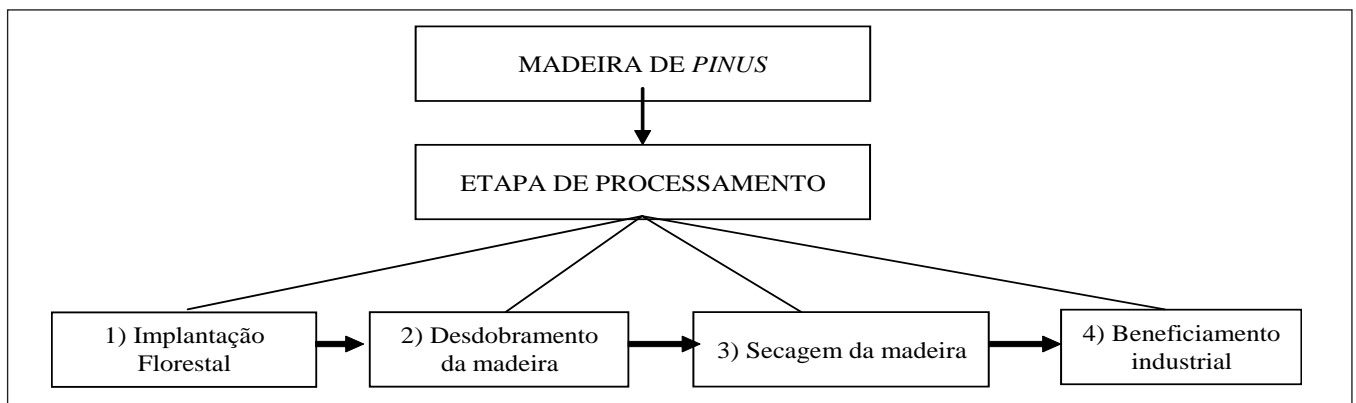 MADEIRA DE PINUS
ETAPA DE PROCESSAMENTO
1) Implantação
Florestal
2) Desdobramento
da madeira
3) Secagem da madeira
4) Beneficiamento
industrial